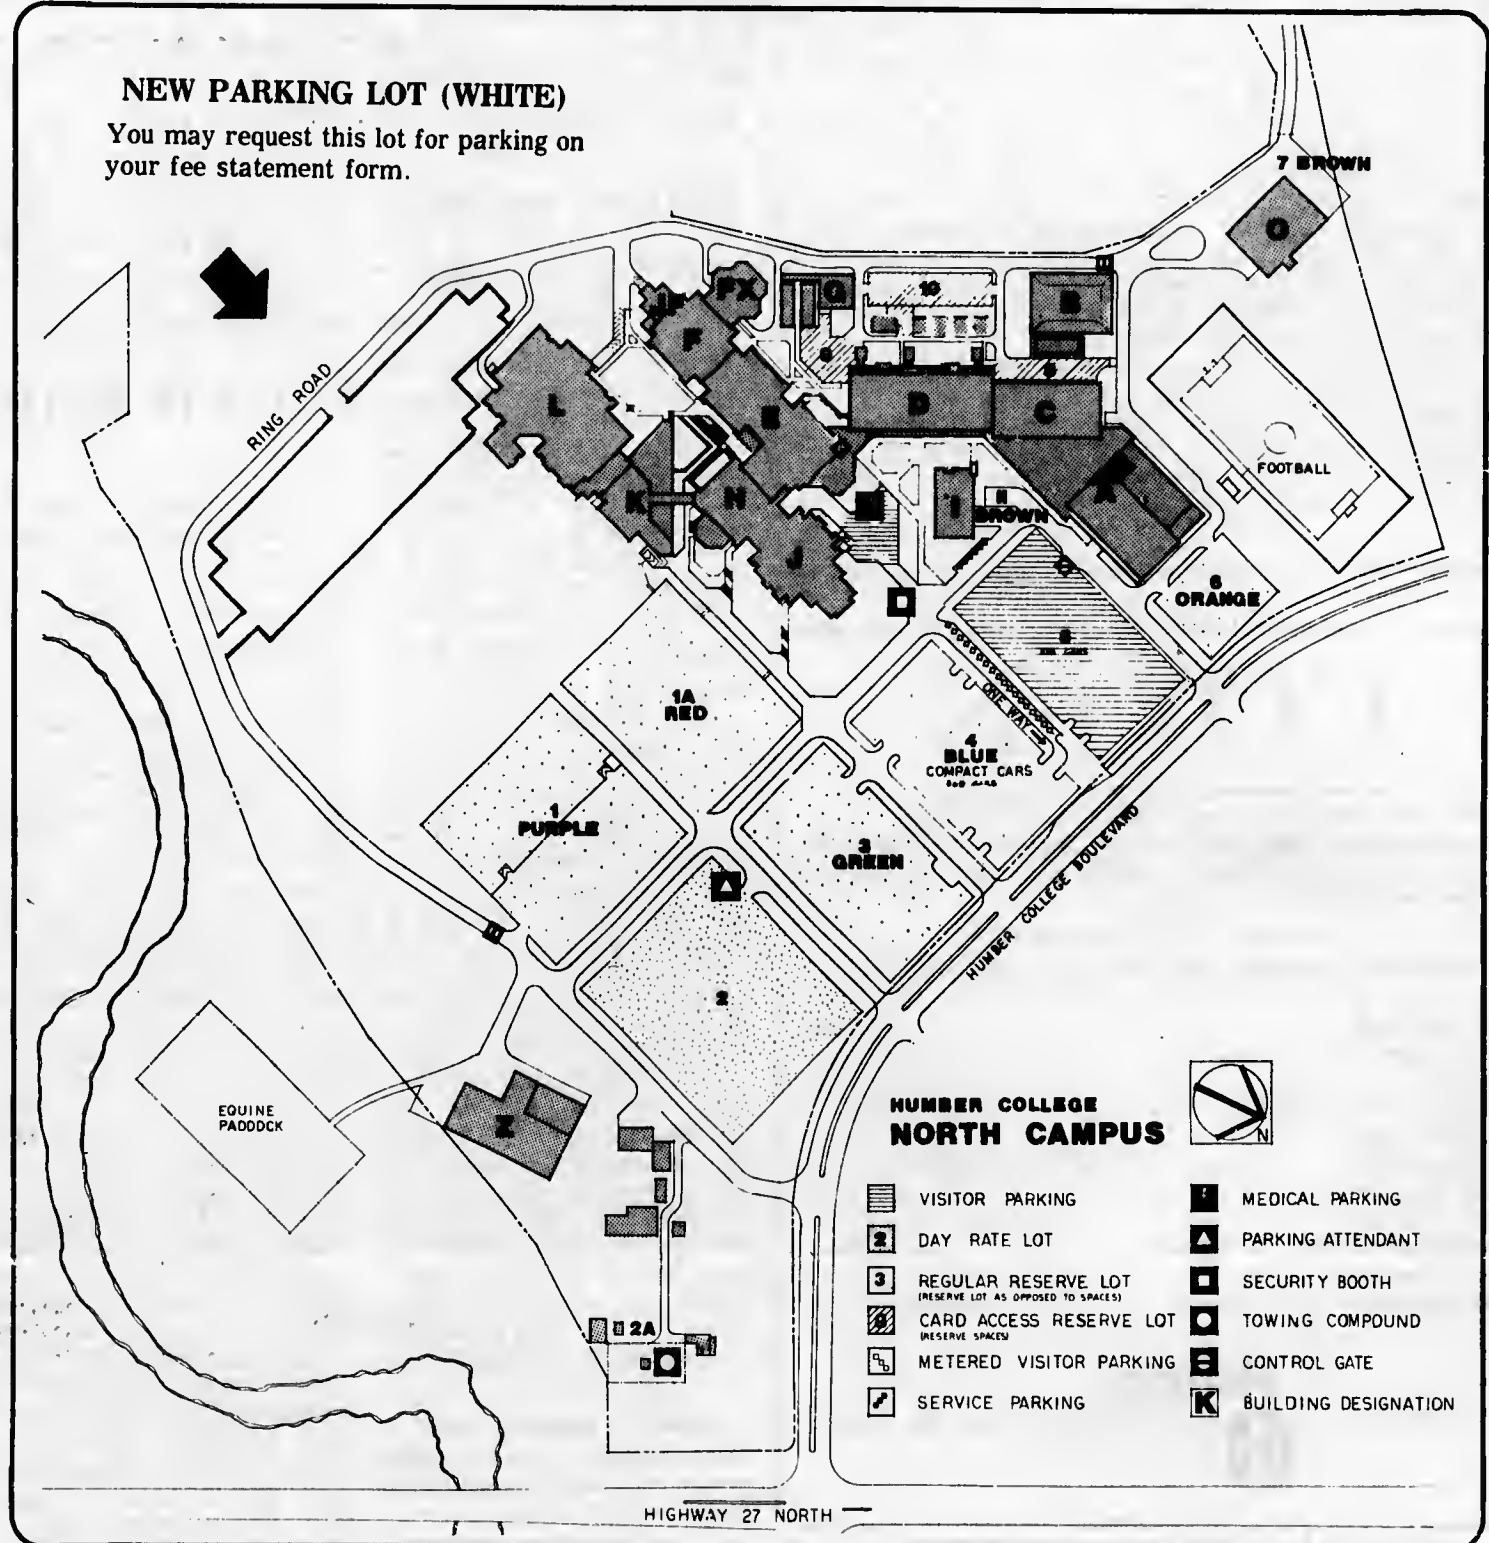 NEW PARKING LOT (WHITE)
You may request this lot for parking on
your fee statement form.
7 BROWN
O
FX
G
10
B
F
RING ROAD
L
E
D
C
FOOTBALL
K
H
I
BROWN
A
J
6
ORANGE
1A
RED
ONE WAY
4
BLUE
COMPACT CARS
1
PURPLE
3
GREEN
HUMBER COLLEGE BOULEVARD
2
EQUINE
PADDOCK
Z
2A
HUMBER COLLEGE
NORTH CAMPUS
N
VISITOR PARKING
2 DAY RATE LOT
3 REGULAR RESERVE LOT
(RESERVE LOT AS OPPOSED TO SPACES)
CARD ACCESS RESERVE LOT
(RESERVE SPACES)
METERED VISITOR PARKING
SERVICE PARKING
MEDICAL PARKING
PARKING ATTENDANT
SECURITY BOOTH
TOWING COMPOUND
CONTROL GATE
K BUILDING DESIGNATION
HIGHWAY 27 NORTH